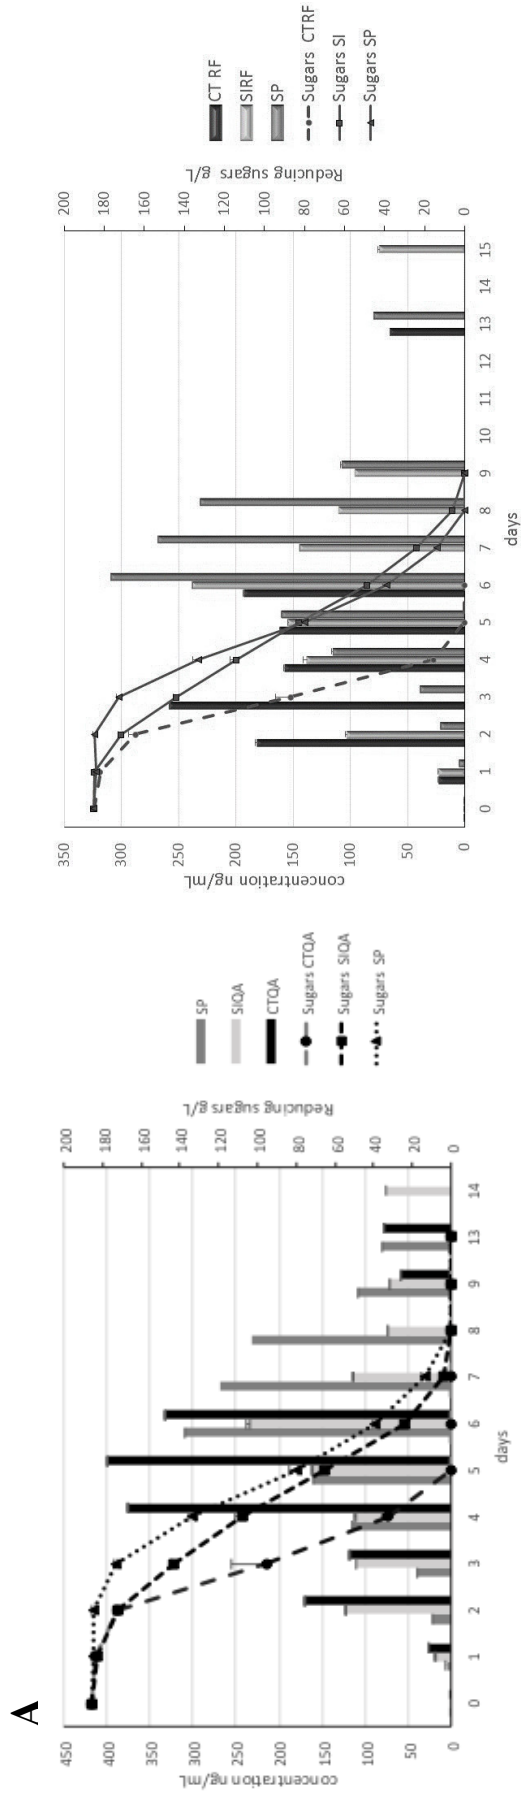 A
concentration ng/mL
450
400
350
300
250
200
150
100
50
0
0 1 2 3 4 5 6 7 8 9 13 14
days
200
180
160
140
120
100
80
60
40
20
0
Reducing sugars g/L
SP
SIQA
CTQA
Sugars CTQA
Sugars SIQA
Sugars SP
concentration ng/mL
350
300
250
200
150
100
50
0
0 1 2 3 4 5 6 7 8 9 10 11 12 13 14 15
days
200
180
160
140
120
100
80
60
40
20
0
Reducing sugars g/L
CT RF
SIRF
SP
Sugars CTRF
Sugars SI
Sugars SP